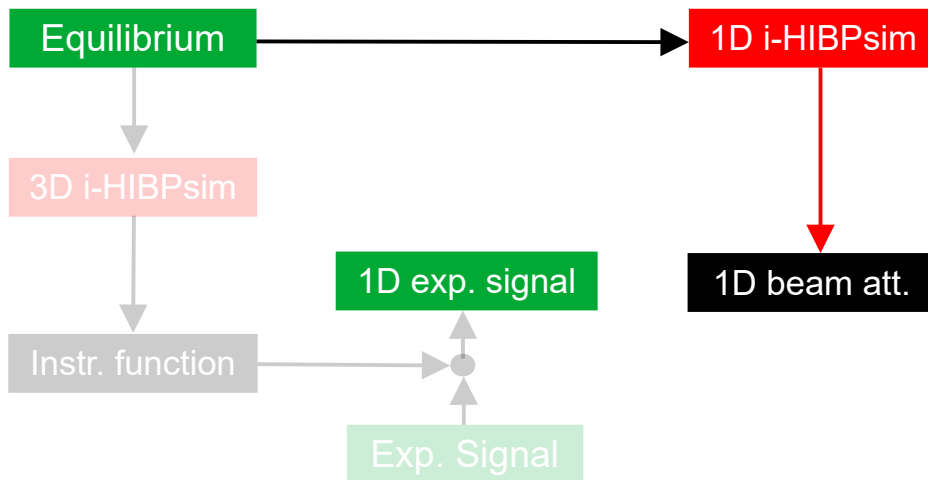 Equilibrium
1D i-HIBPsim
3D i-HIBPsim
1D exp. signal
1D beam att.
Instr. function
Exp. Signal